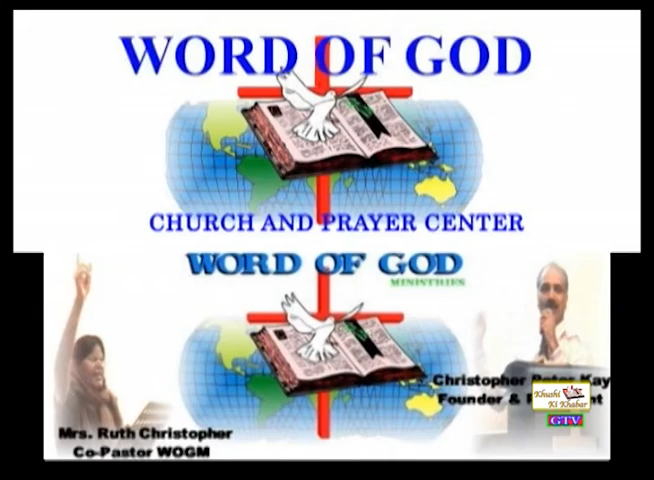 WORD OF GOD
CHURCH AND PRAYER CENTER
WORD OF GOD
MINISTRIES
Christopher Kay
Founder &
Khushi
Ki Khabar
GTV
Mrs. Ruth Christopher
Co-Pastor WOGM